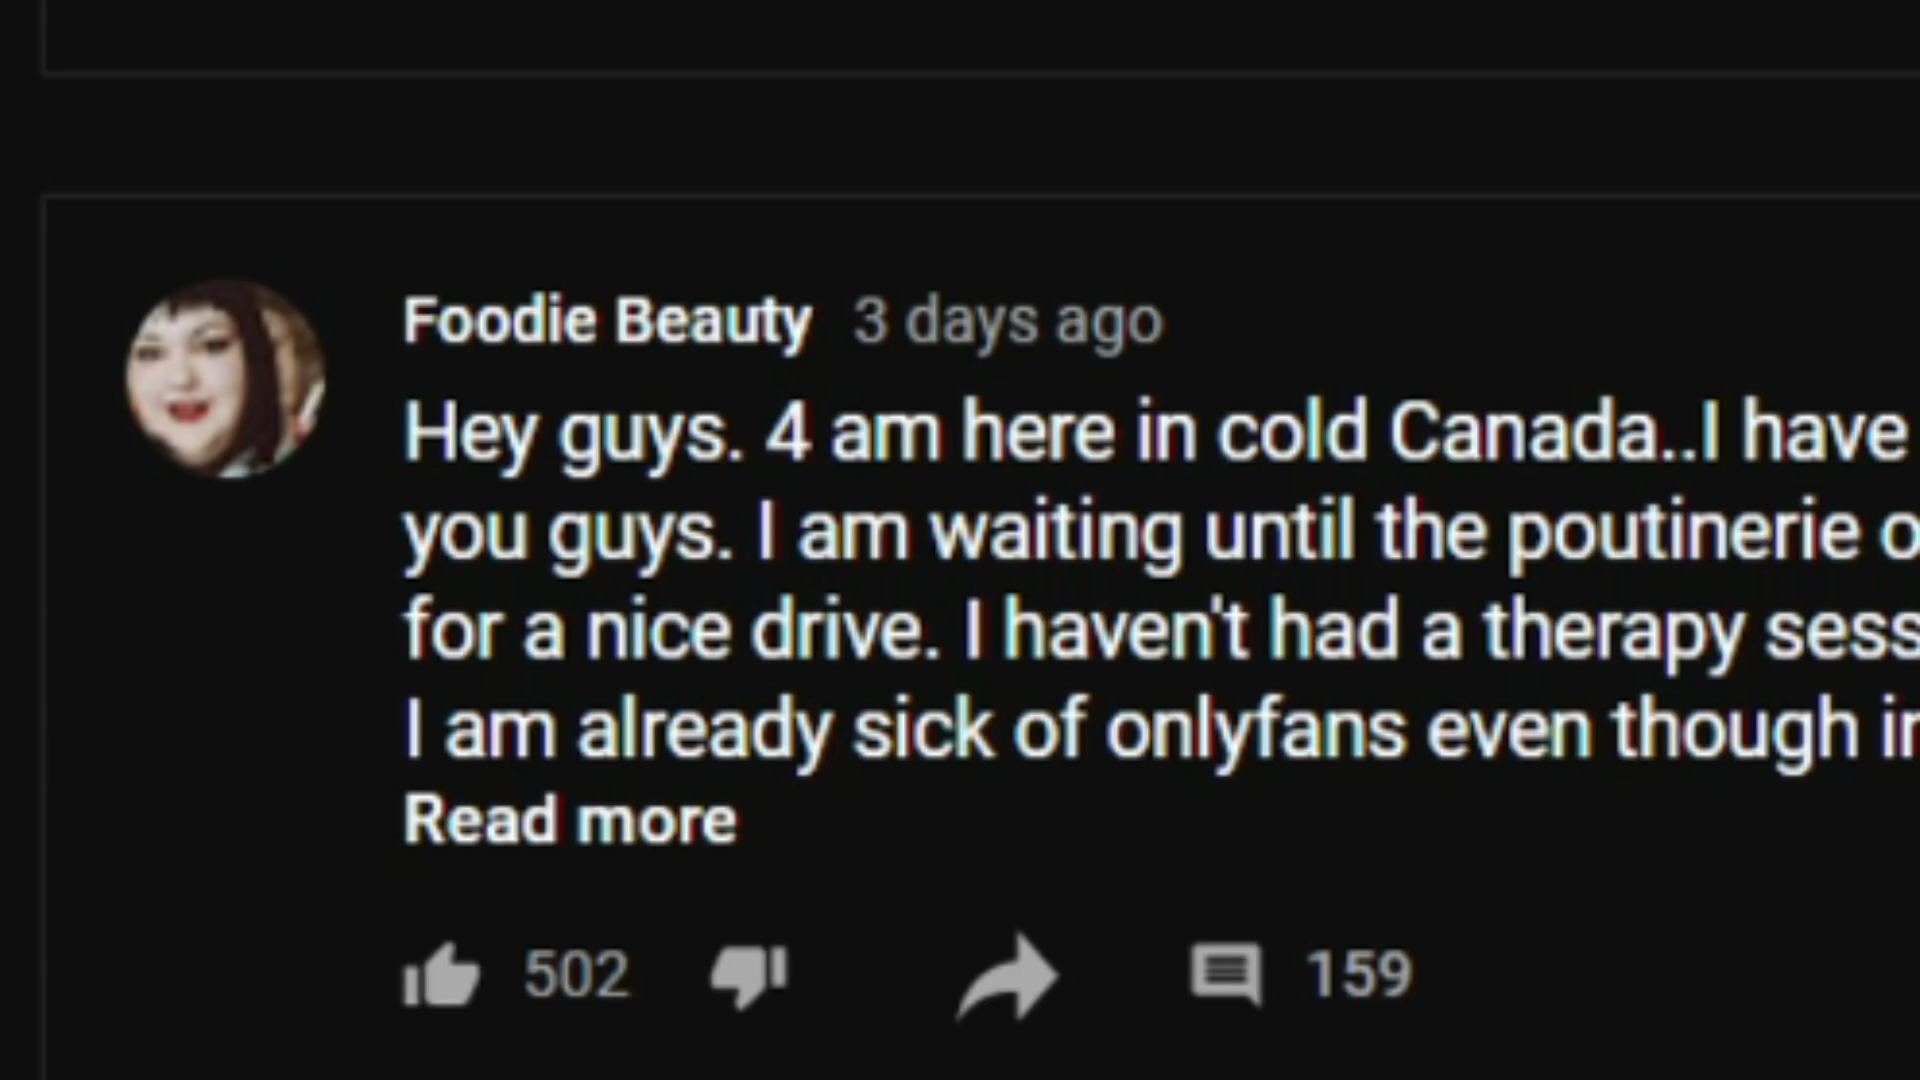 Foodie Beauty 3 days ago
Hey guys. 4 am here in cold Canada..I have
you guys. I am waiting until the poutinerie
for a nice drive. I haven't had a therapy
I am already sick of onlyfans even though
Read more
502 159